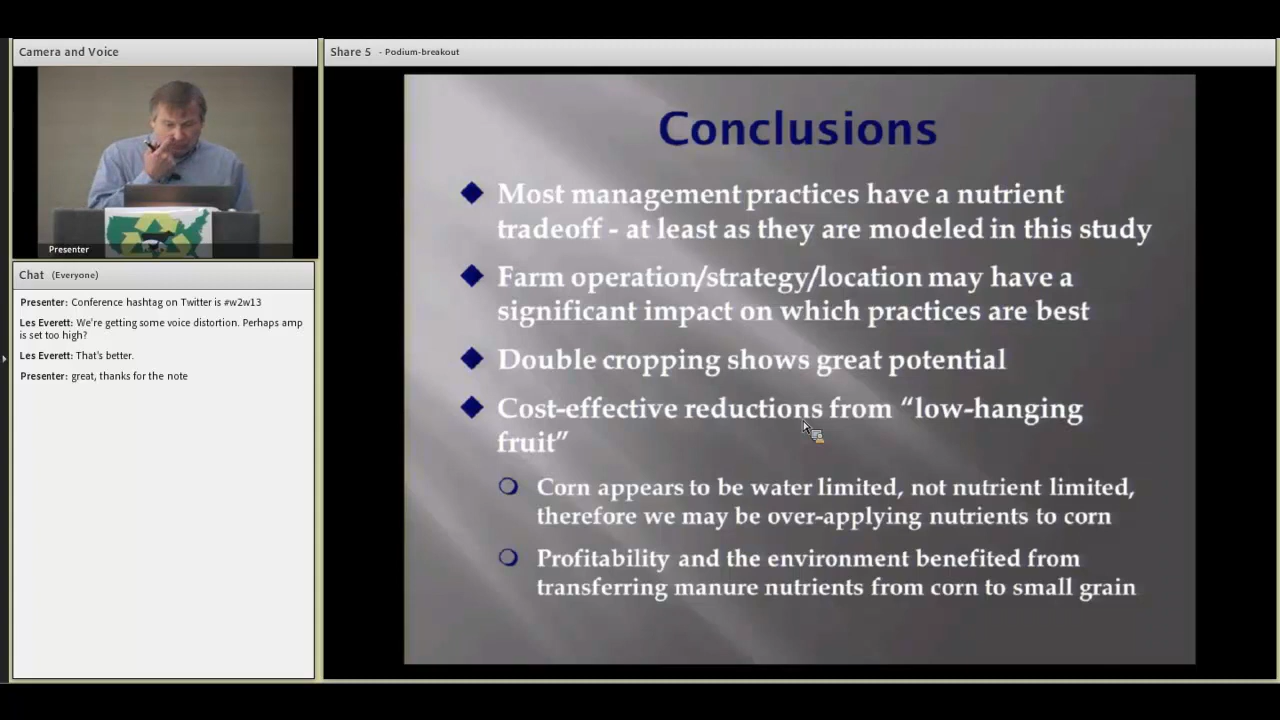 Camera and Voice
Presenter
Chat (Everyone)
Presenter: Conference hashtag on Twitter is #w2w13
Les Everett: We're getting some voice distortion. Perhaps amp
is set too high?
Les Everett: That's better.
Presenter: great, thanks for the note
Share 5 - Podium-breakout
Conclusions
Most management practices have a nutrient
tradeoff - at least as they are modeled in this study
Farm operation/strategy/location may have a
significant impact on which practices are best
Double cropping shows great potential
Cost-effective reductions from “low-hanging
fruit”
Corn appears to be water limited, not nutrient limited,
therefore we may be over-applying nutrients to corn
Profitability and the environment benefited from
transferring manure nutrients from corn to small grain